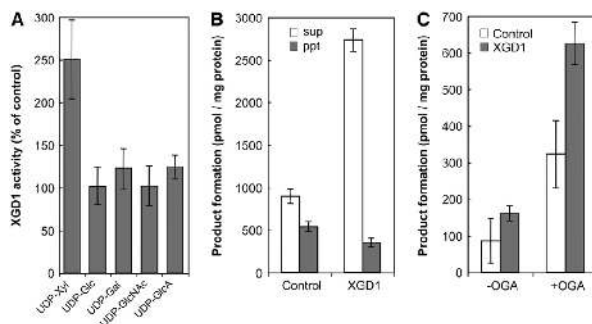 A
XGD1 activity (% of control)
300
250
200
150
100
50
0
UDP-Xyl
UDP-Glc
UDP-Gal
UDP-GlcNAc
UDP-GlcA
B
Product formation (pmol / mg protein)
3000
2500
2000
1500
1000
500
0
sup
ppt
Control
XGD1
C
Product formation (pmol / mg protein)
700
600
500
400
300
200
100
0
Control
XGD1
-OGA
+OGA